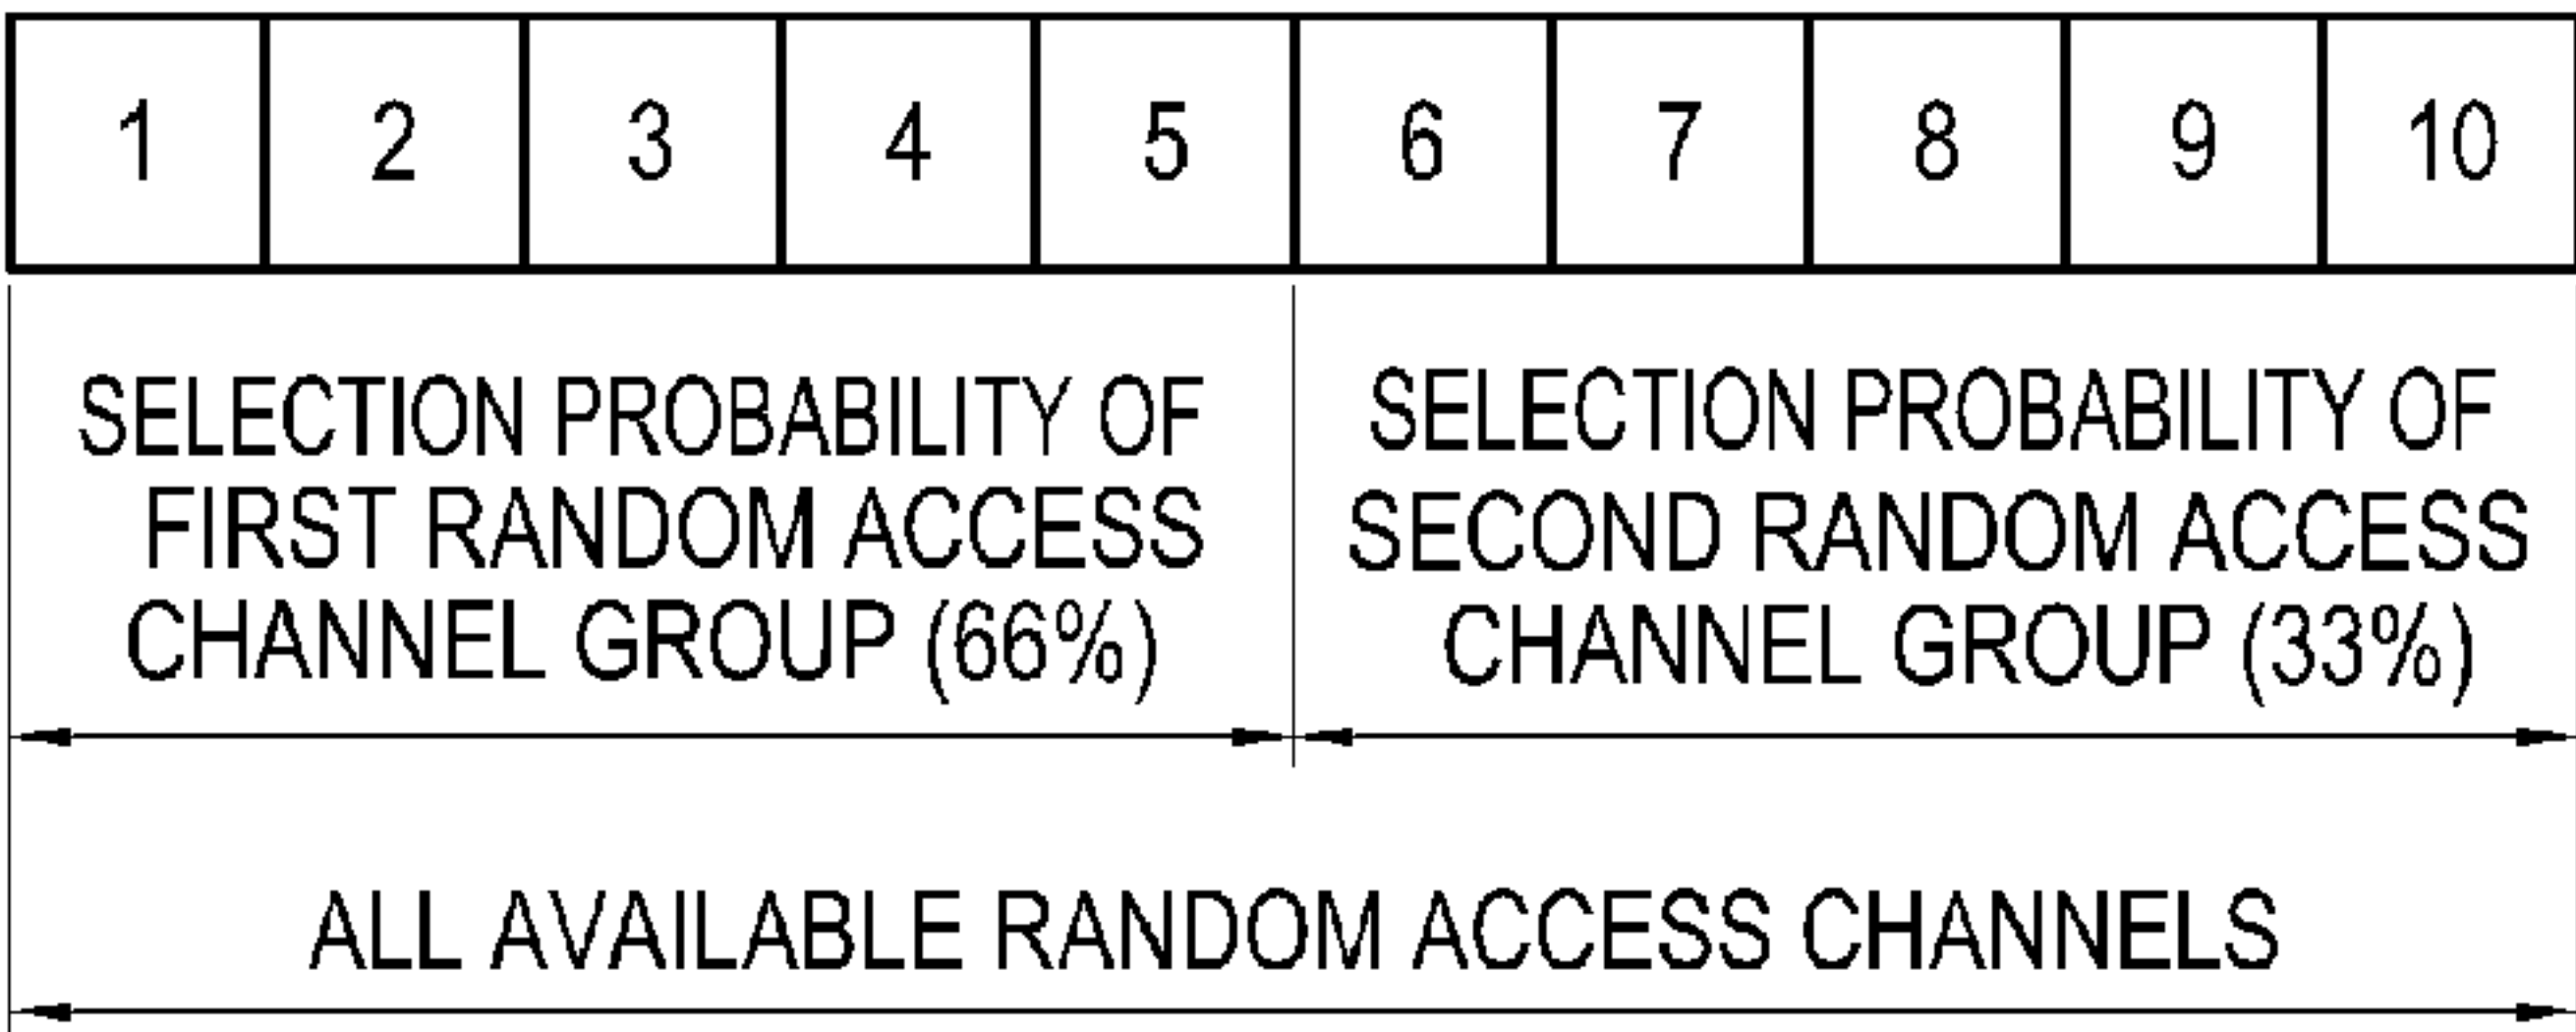 1 2 3 4 5 6 7 8 9 10
SELECTION PROBABILITY OF
FIRST RANDOM ACCESS
CHANNEL GROUP (66%)
SELECTION PROBABILITY OF
SECOND RANDOM ACCESS
CHANNEL GROUP (33%)
ALL AVAILABLE RANDOM ACCESS CHANNELS